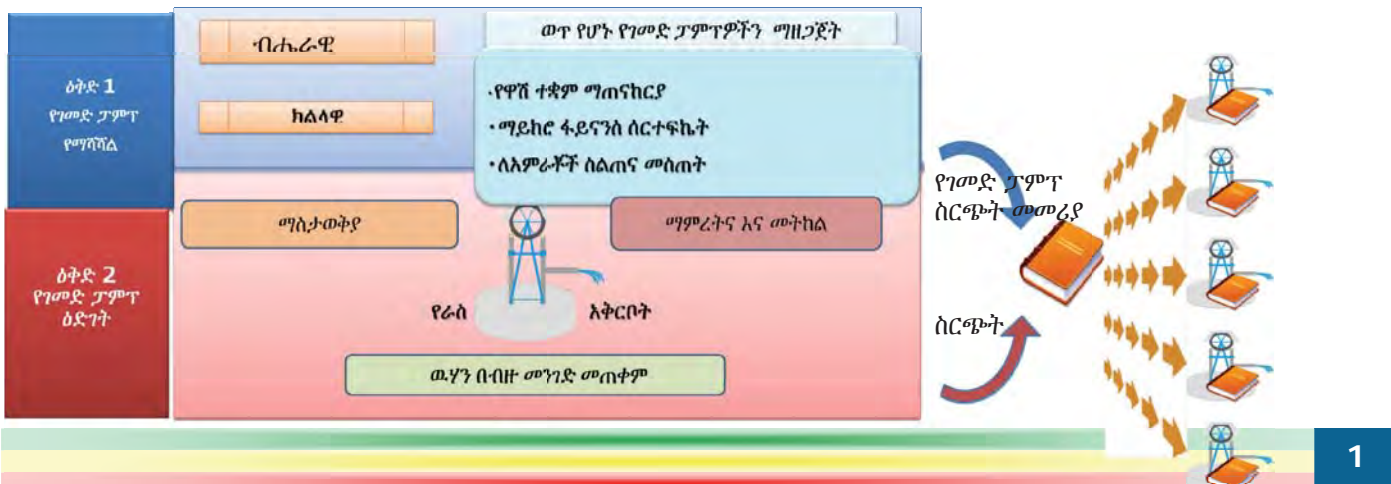 ዕቅድ 1
የገመድ ፓምፕ
የማሻሻል
ብሔራዊ
ክልላዊ
ወጥ የሆኑ የገመድ ፓምፕዎችን ማዘጋጀት
·የዋሽ ተቋም ማጠናከርያ
·ማይክሮ ፋይናንስ ሰርተፍኬት
·ለአምራቾች ስልጠና መስጠት
ዕቅድ 2
የገመድ ፓምፕ
ዕድገት
ማስታወቅያ
ማምረትና እና መትከል
የራስ አቅርቦት
ዉሃን በብዙ መንገድ መጠቀም
የገመድ ፓምፕ
ስርጭት መመሪያ
ስርጭት
1